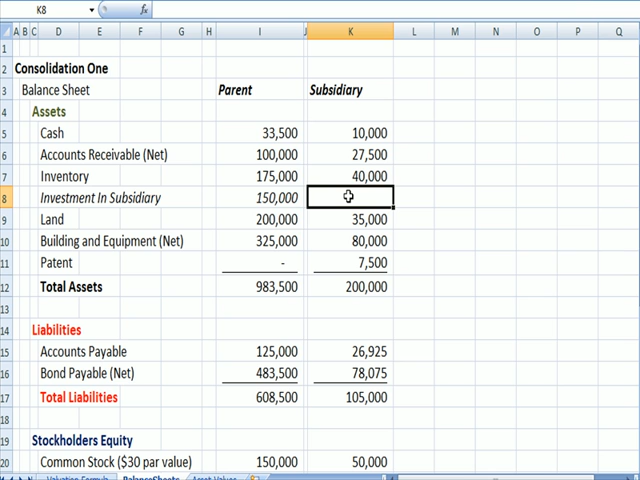 K8 fx
A B C D E F G H I J K L M N O P Q
1
2 Consolidation One
3 Balance Sheet Parent Subsidiary
4 Assets
5 Cash 33,500 10,000
6 Accounts Receivable (Net) 100,000 27,500
7 Inventory 175,000 40,000
8 Investment In Subsidiary 150,000
9 Land 200,000 35,000
10 Building and Equipment (Net) 325,000 80,000
11 Patent - 7,500
12 Total Assets 983,500 200,000
13
14 Liabilities
15 Accounts Payable 125,000 26,925
16 Bond Payable (Net) 483,500 78,075
17 Total Liabilities 608,500 105,000
18
19 Stockholders Equity
20 Common Stock ($30 par value) 150,000 50,000
Valuation Formula BalanceSheets Asset Values